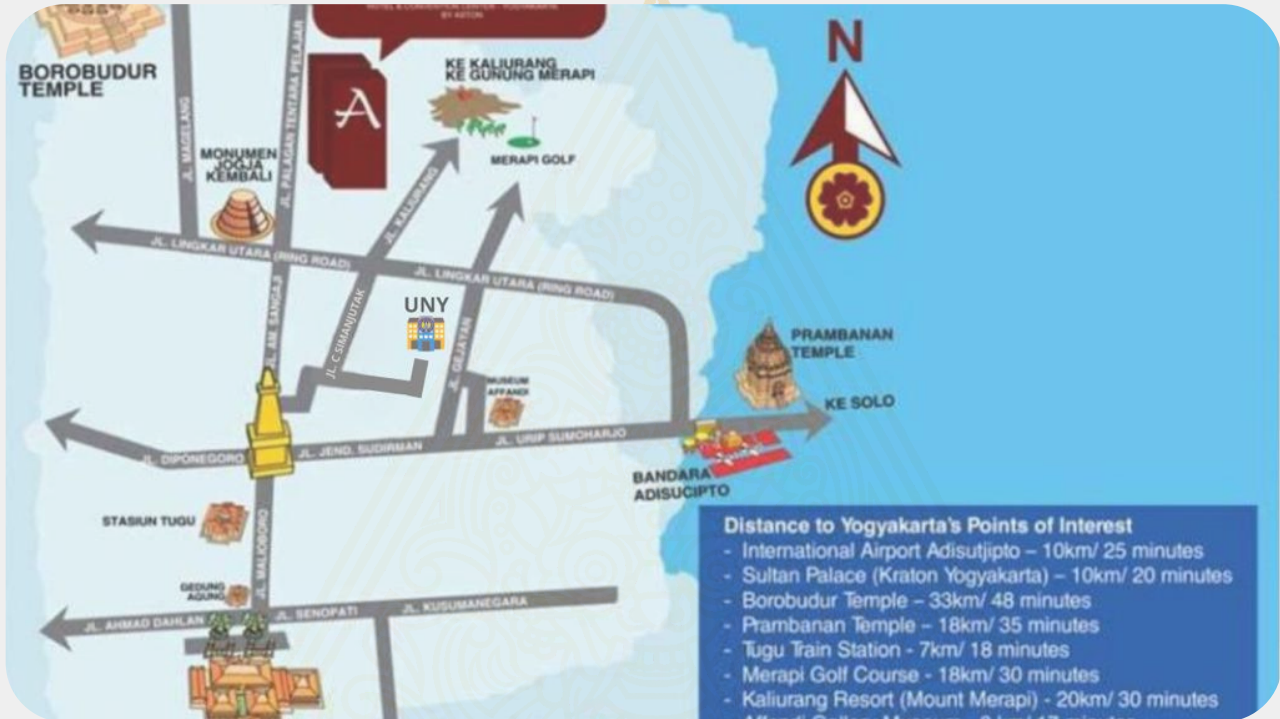 HOTEL & CONVENTION CENTER - YOGYAKARTA
BY ASTON
BOROBUDUR
TEMPLE
JL. MAGELANG
JL. PALAGAN TENTARA PELAJAR
A
KE KALIURANG
KE GUNUNG MERAPI
MERAPI GOLF
N
MONUMEN
JOGJA
KEMBALI
JL. KALIURANG
JL. LINGKAR UTARA (RING ROAD)
JL. LINGKAR UTARA (RING ROAD)
JL. AM. SANGAJI
JL. C SIMANJUTAK
UNY
JL. GEJAYAN
MUSEUM
AFFANDI
PRAMBANAN
TEMPLE
KE SOLO
JL. DIPONEGORO
JL. JEND. SUDIRMAN
JL. URIP SUMOHARJO
BANDARA
ADISUCIPTO
STASIUN TUGU
JL. MALIOBORO
GEDUNG
AGUNG
JL. AHMAD DAHLAN
JL. SENOPATI
JL. KUSUMANEGARA
Distance to Yogyakarta's Points of Interest
- International Airport Adisutjipto – 10km/ 25 minutes
- Sultan Palace (Kraton Yogyakarta) – 10km/ 20 minutes
- Borobudur Temple – 33km/ 48 minutes
- Prambanan Temple – 18km/ 35 minutes
- Tugu Train Station - 7km/ 18 minutes
- Merapi Golf Course - 18km/ 30 minutes
- Kaliurang Resort (Mount Merapi) - 20km/ 30 minutes